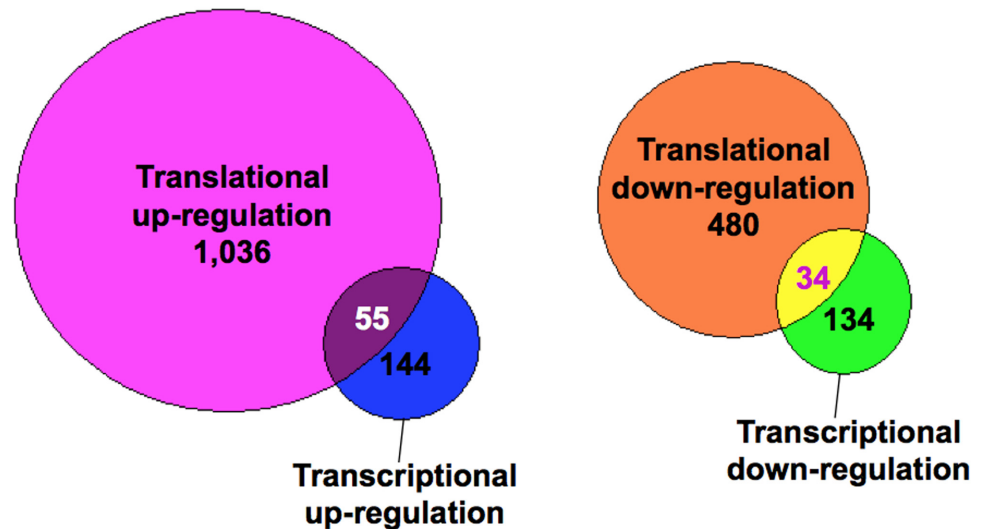 Translational
up-regulation
1,036
55
144
Transcriptional
up-regulation
Translational
down-regulation
480
34
134
Transcriptional
down-regulation